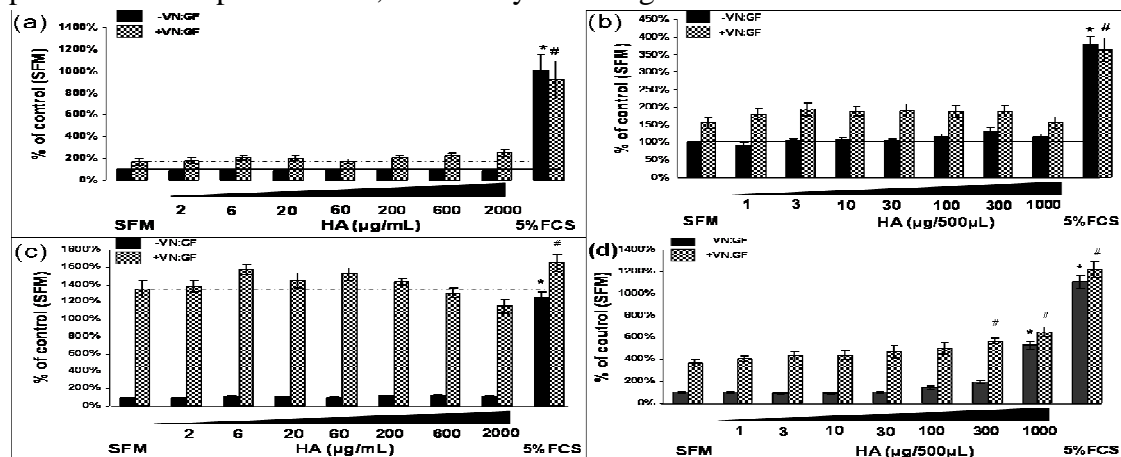 (a)
-VN:GF
+VN:GF
% of control (SFM)
1400%
1200%
1000%
800%
600%
400%
200%
0%
* #
2 6 20 60 200 600 2000
SFM HA (µg/mL) 5%FCS
(b)
-VN:GF
+VN:GF
% of control (SFM)
450%
400%
350%
300%
250%
200%
150%
100%
50%
0%
* #
1 3 10 30 100 300 1000
SFM HA (µg/500µL) 5%FCS
(c)
-VN:GF
+VN:GF
% of control (SFM)
1800%
1600%
1400%
1200%
1000%
800%
600%
400%
200%
0%
* #
2 6 20 60 200 600 2000
SFM HA (µg/mL) 5%FCS
(d)
-VN:GF
+VN:GF
% of control (SFM)
1400%
1200%
1000%
800%
600%
400%
200%
0%
# * # * #
1 3 10 30 100 300 1000
SFM HA (µg/500µL) 5%FCS